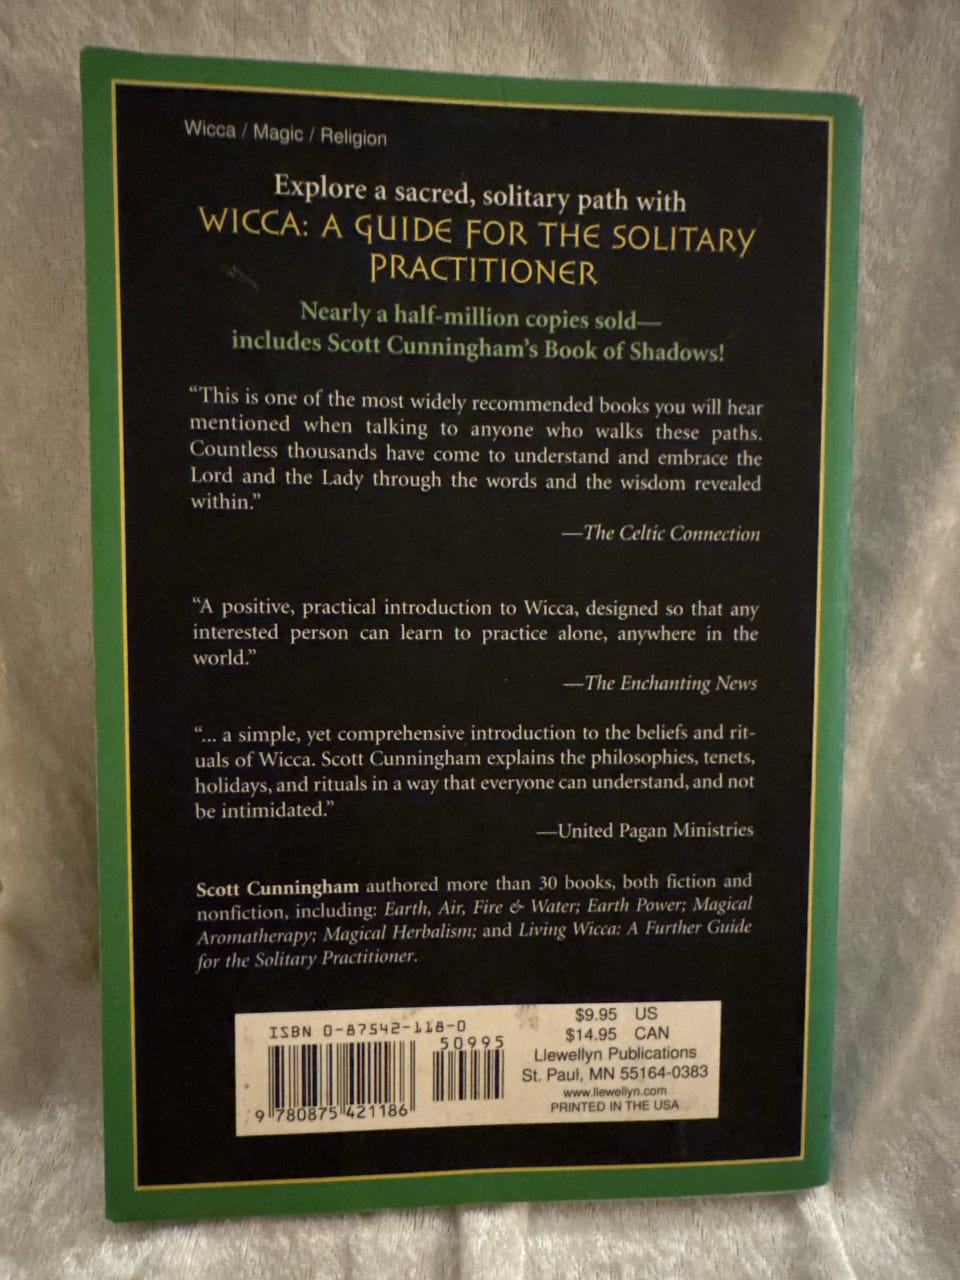 Wicca / Magic / Religion
Explore a sacred, solitary path with
WICCA: A GUIDE FOR THE SOLITARY
PRACTITIONER
Nearly a half-million copies sold—
includes Scott Cunningham's Book of Shadows!
“This is one of the most widely recommended books you will hear
mentioned when talking to anyone who walks these paths.
Countless thousands have come to understand and embrace the
Lord and the Lady through the words and the wisdom revealed
within.”
—The Celtic Connection
“A positive, practical introduction to Wicca, designed so that any
interested person can learn to practice alone, anywhere in the
world.”
—The Enchanting News
“... a simple, yet comprehensive introduction to the beliefs and rit-
uals of Wicca. Scott Cunningham explains the philosophies, tenets,
holidays, and rituals in a way that everyone can understand, and not
be intimidated.”
—United Pagan Ministries
Scott Cunningham authored more than 30 books, both fiction and
nonfiction, including: Earth, Air, Fire & Water; Earth Power; Magical
Aromatherapy; Magical Herbalism; and Living Wicca: A Further Guide
for the Solitary Practitioner.
ISBN 0-87542-118-0
50995
9 780875 421186
$9.95 US
$14.95 CAN
Llewellyn Publications
St. Paul, MN 55164-0383
www.llewellyn.com
PRINTED IN THE USA